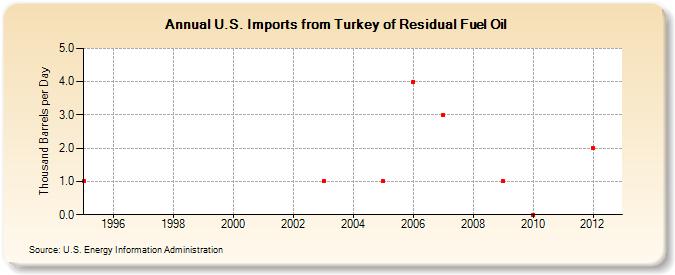 Annual U.S. Imports from Turkey of Residual Fuel Oil
Thousand Barrels per Day
5.0
4.0
3.0
2.0
1.0
0.0
1996 1998 2000 2002 2004 2006 2008 2010 2012
Source: U.S. Energy Information Administration